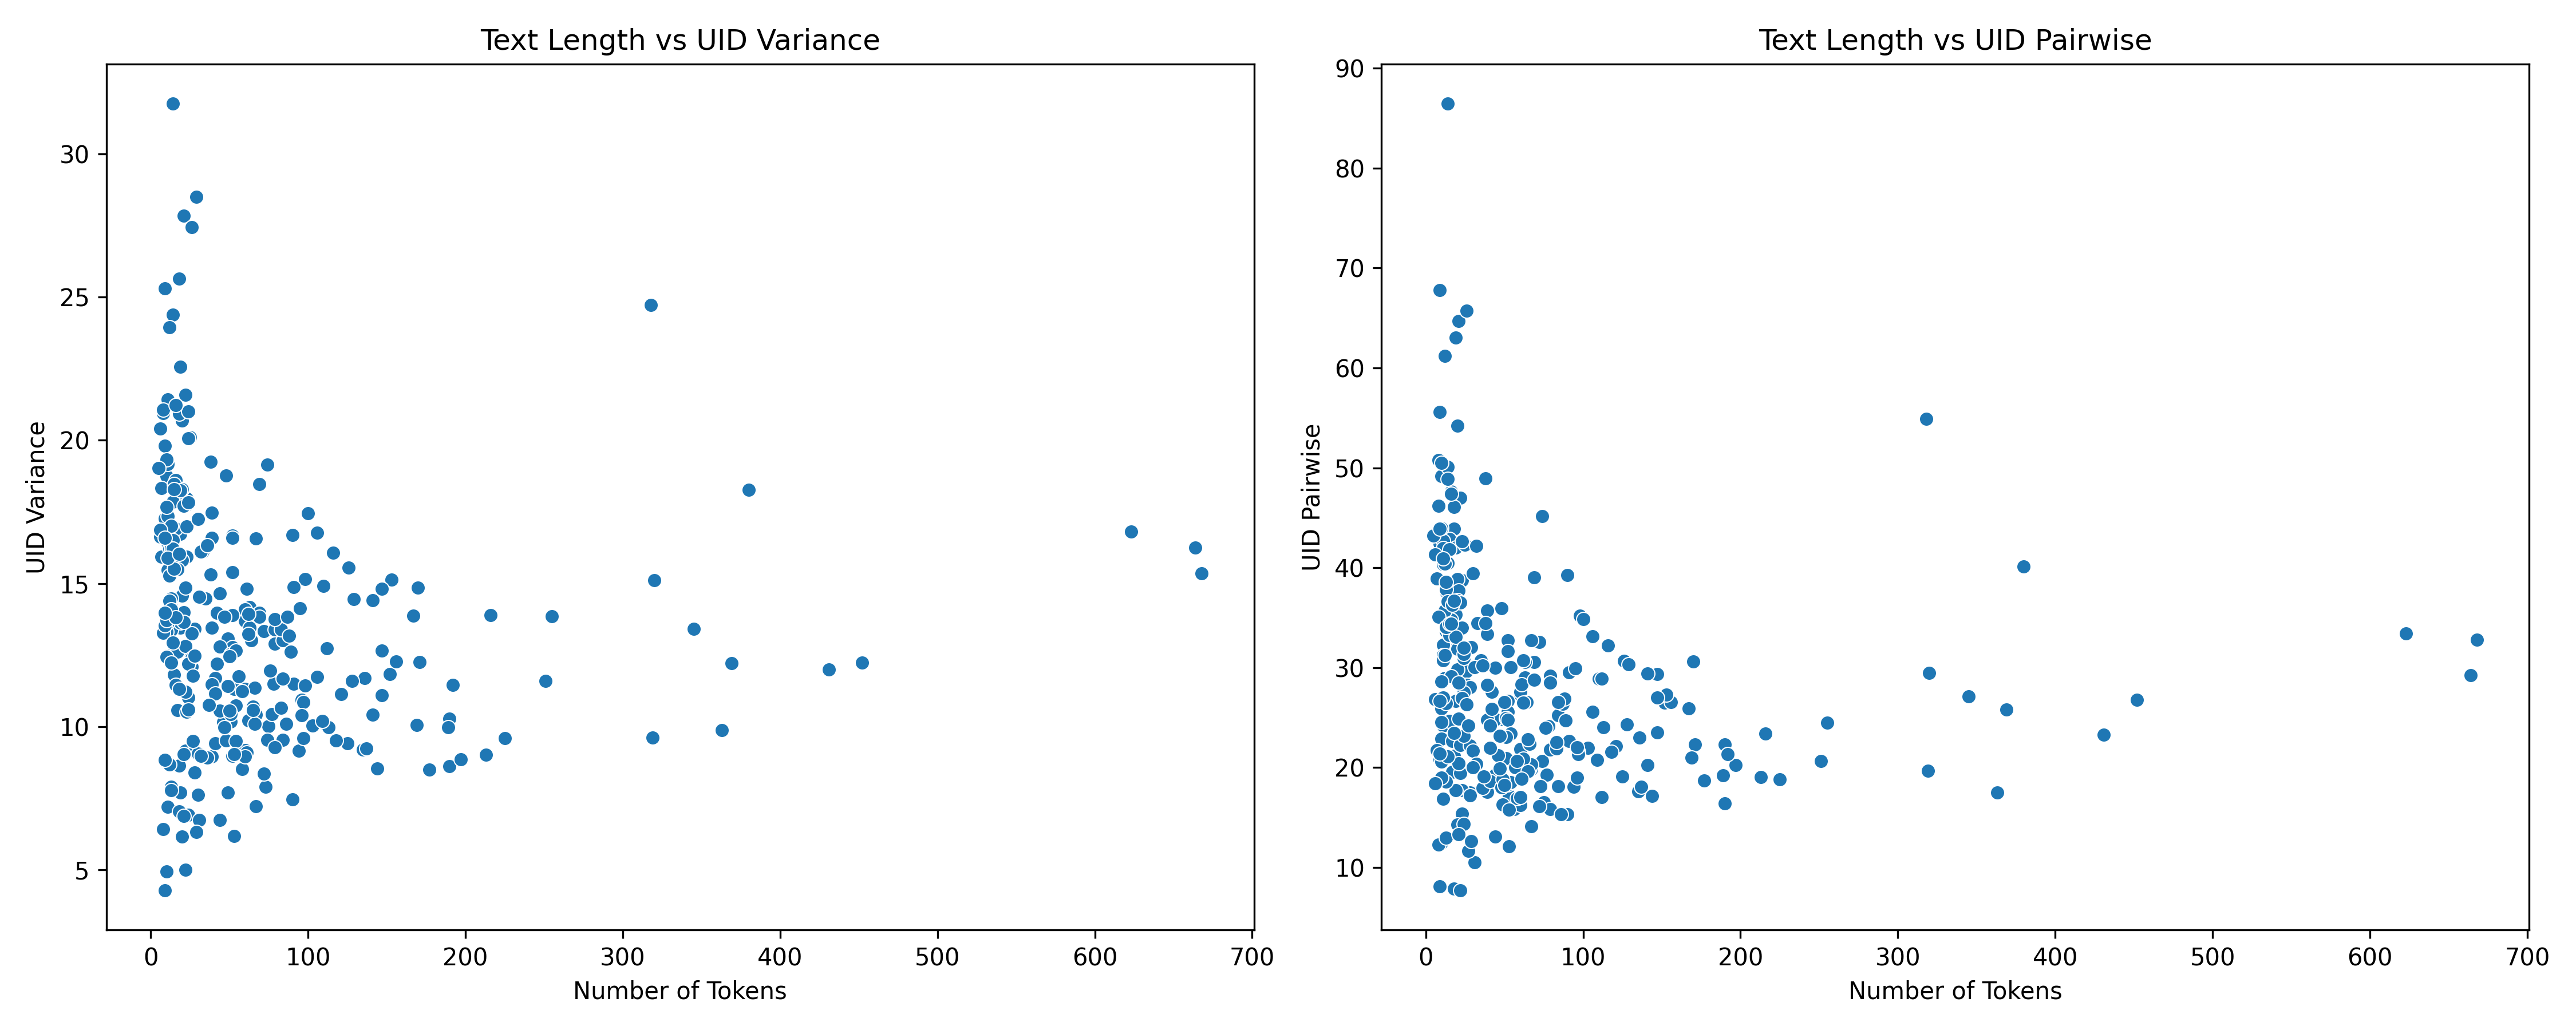 Text Length vs UID Variance
30
25
20
15
10
5
UID Variance
0 100 200 300 400 500 600 700
Number of Tokens
Text Length vs UID Pairwise
90
80
70
60
50
40
30
20
10
UID Pairwise
0 100 200 300 400 500 600 700
Number of Tokens